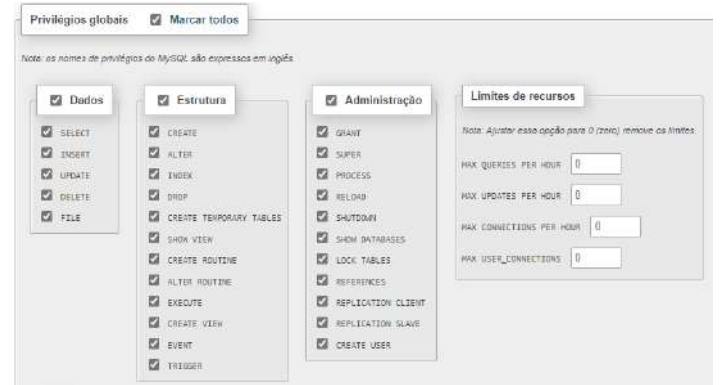 Privilégios globais Marcar todos
Nota: os nomes de privilégios do MySQL são expressos em inglês
Dados
SELECT
INSERT
UPDATE
DELETE
FILE
Estrutura
CREATE
ALTER
INDEX
DROP
CREATE TEMPORARY TABLES
SHOW VIEW
CREATE ROUTINE
ALTER ROUTINE
EXECUTE
CREATE VIEW
EVENT
TRIGGER
Administração
GRANT
SUPER
PROCESS
RELOAD
SHUTDOWN
SHOW DATABASES
LOCK TABLES
REFERENCES
REPLICATION CLIENT
REPLICATION SLAVE
CREATE USER
Limites de recursos
Nota: Ajustar essa opção para 0 (zero) remove os limites.
MAX QUERIES PER HOUR 0
MAX UPDATES PER HOUR 0
MAX CONNECTIONS PER HOUR 0
MAX USER_CONNECTIONS 0